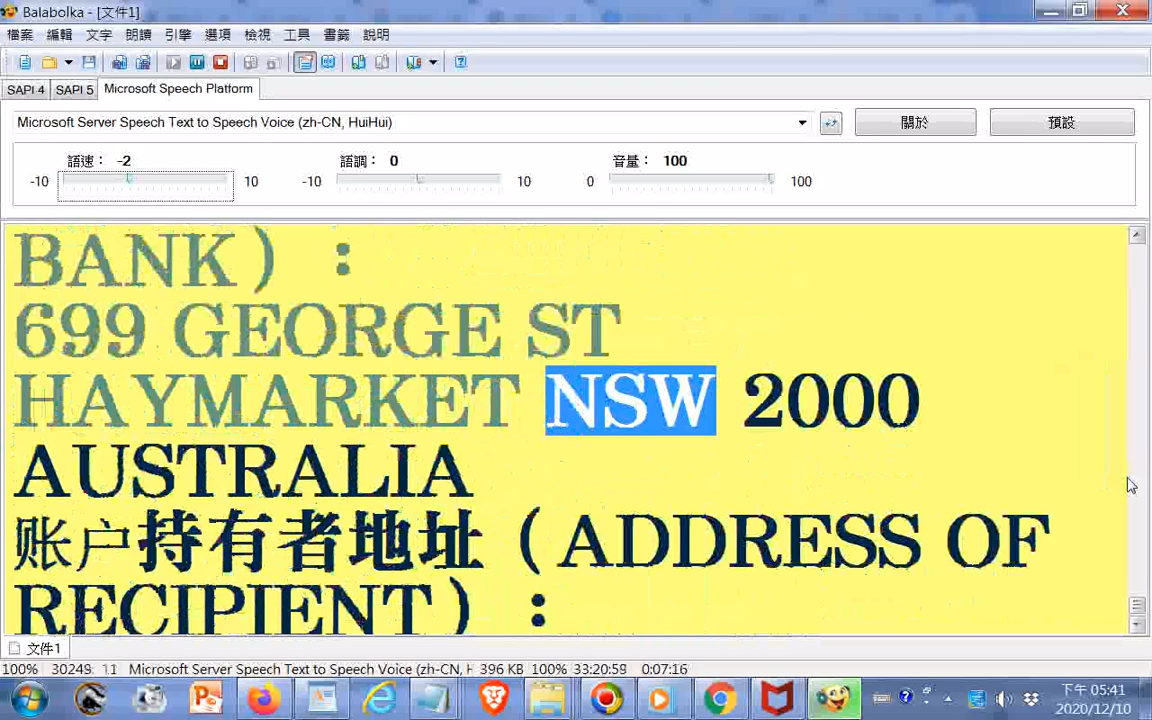 Balabolka - [文件1]
檔案 編輯 文字 朗讀 引擎 選項 檢視 工具 書籤 說明
SAPI 4 SAPI 5 Microsoft Speech Platform
Microsoft Server Speech Text to Speech Voice (zh-CN, HuiHui) 關於 預設
語速： -2 語調： 0 音量： 100
-10 10 -10 10 0 100
BANK）：
699 GEORGE ST
HAYMARKET NSW 2000
AUSTRALIA
账户持有者地址（ADDRESS OF
RECIPIENT）：
文件1
100% 30249 11 Microsoft Server Speech Text to Speech Voice (zh-CN, H 396 KB 100% 33:20:59 0:07:16
下午 05:41
2020/12/10